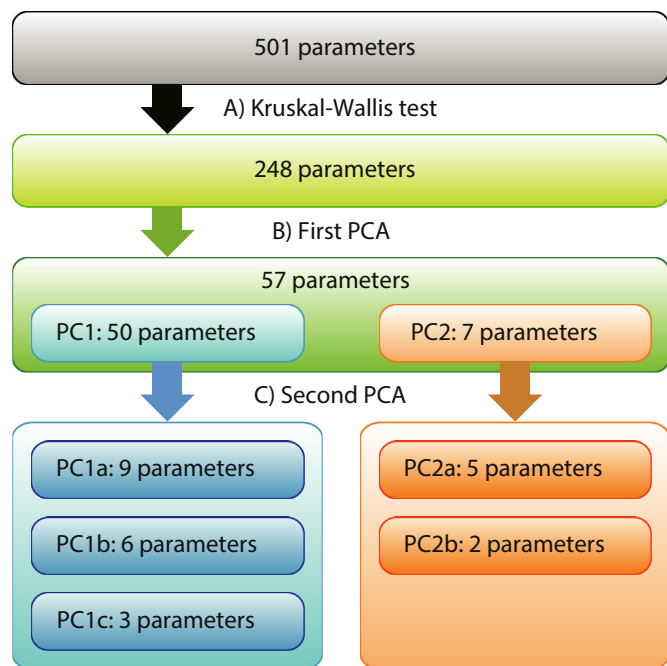 501 parameters
A) Kruskal-Wallis test
248 parameters
B) First PCA
57 parameters
PC1: 50 parameters
PC2: 7 parameters
C) Second PCA
PC1a: 9 parameters
PC1b: 6 parameters
PC1c: 3 parameters
PC2a: 5 parameters
PC2b: 2 parameters